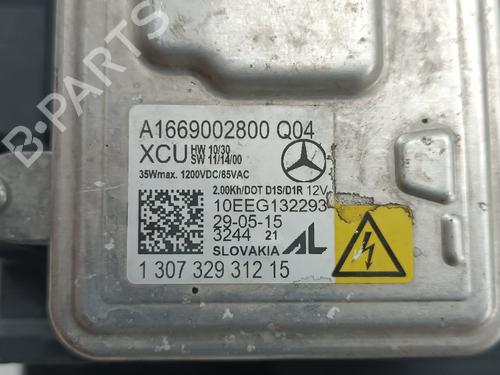 A1669002800 Q04
XCU HW 10/30
SW 11/14/00
35Wmax. 1200VDC/85VAC
2.00Kh/DOT D1S/D1R 12V
10EEG132293
29-05-15
3244 21
SLOVAKIA AL
1 307 329 312 15
B-PARTS